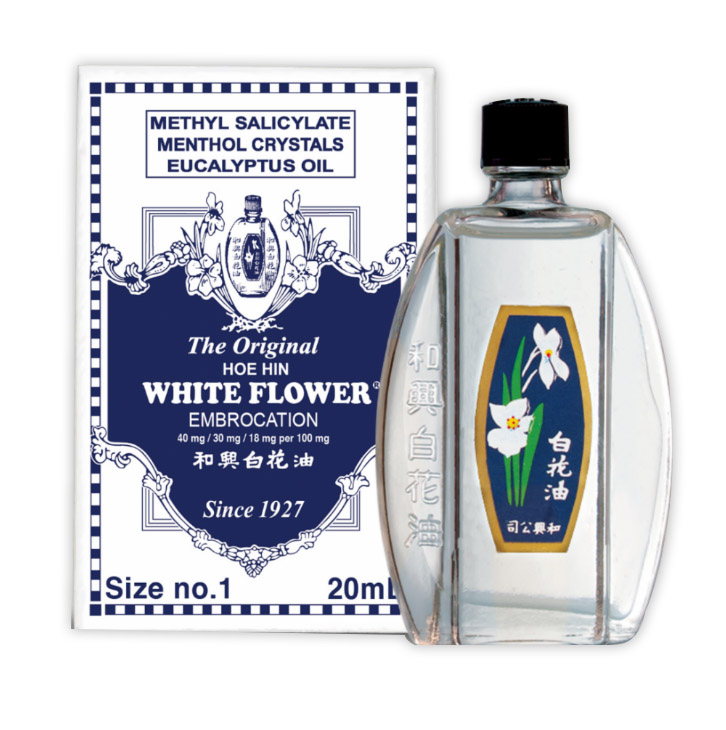 METHYL SALICYLATE
MENTHOL CRYSTALS
EUCALYPTUS OIL
The Original
HOE HIN
WHITE FLOWER®
EMBROCATION
40 mg / 30 mg / 18 mg per 100 mg
和興白花油
Since 1927
Size no.1
20mL
和興白花油
白花油
司公興和